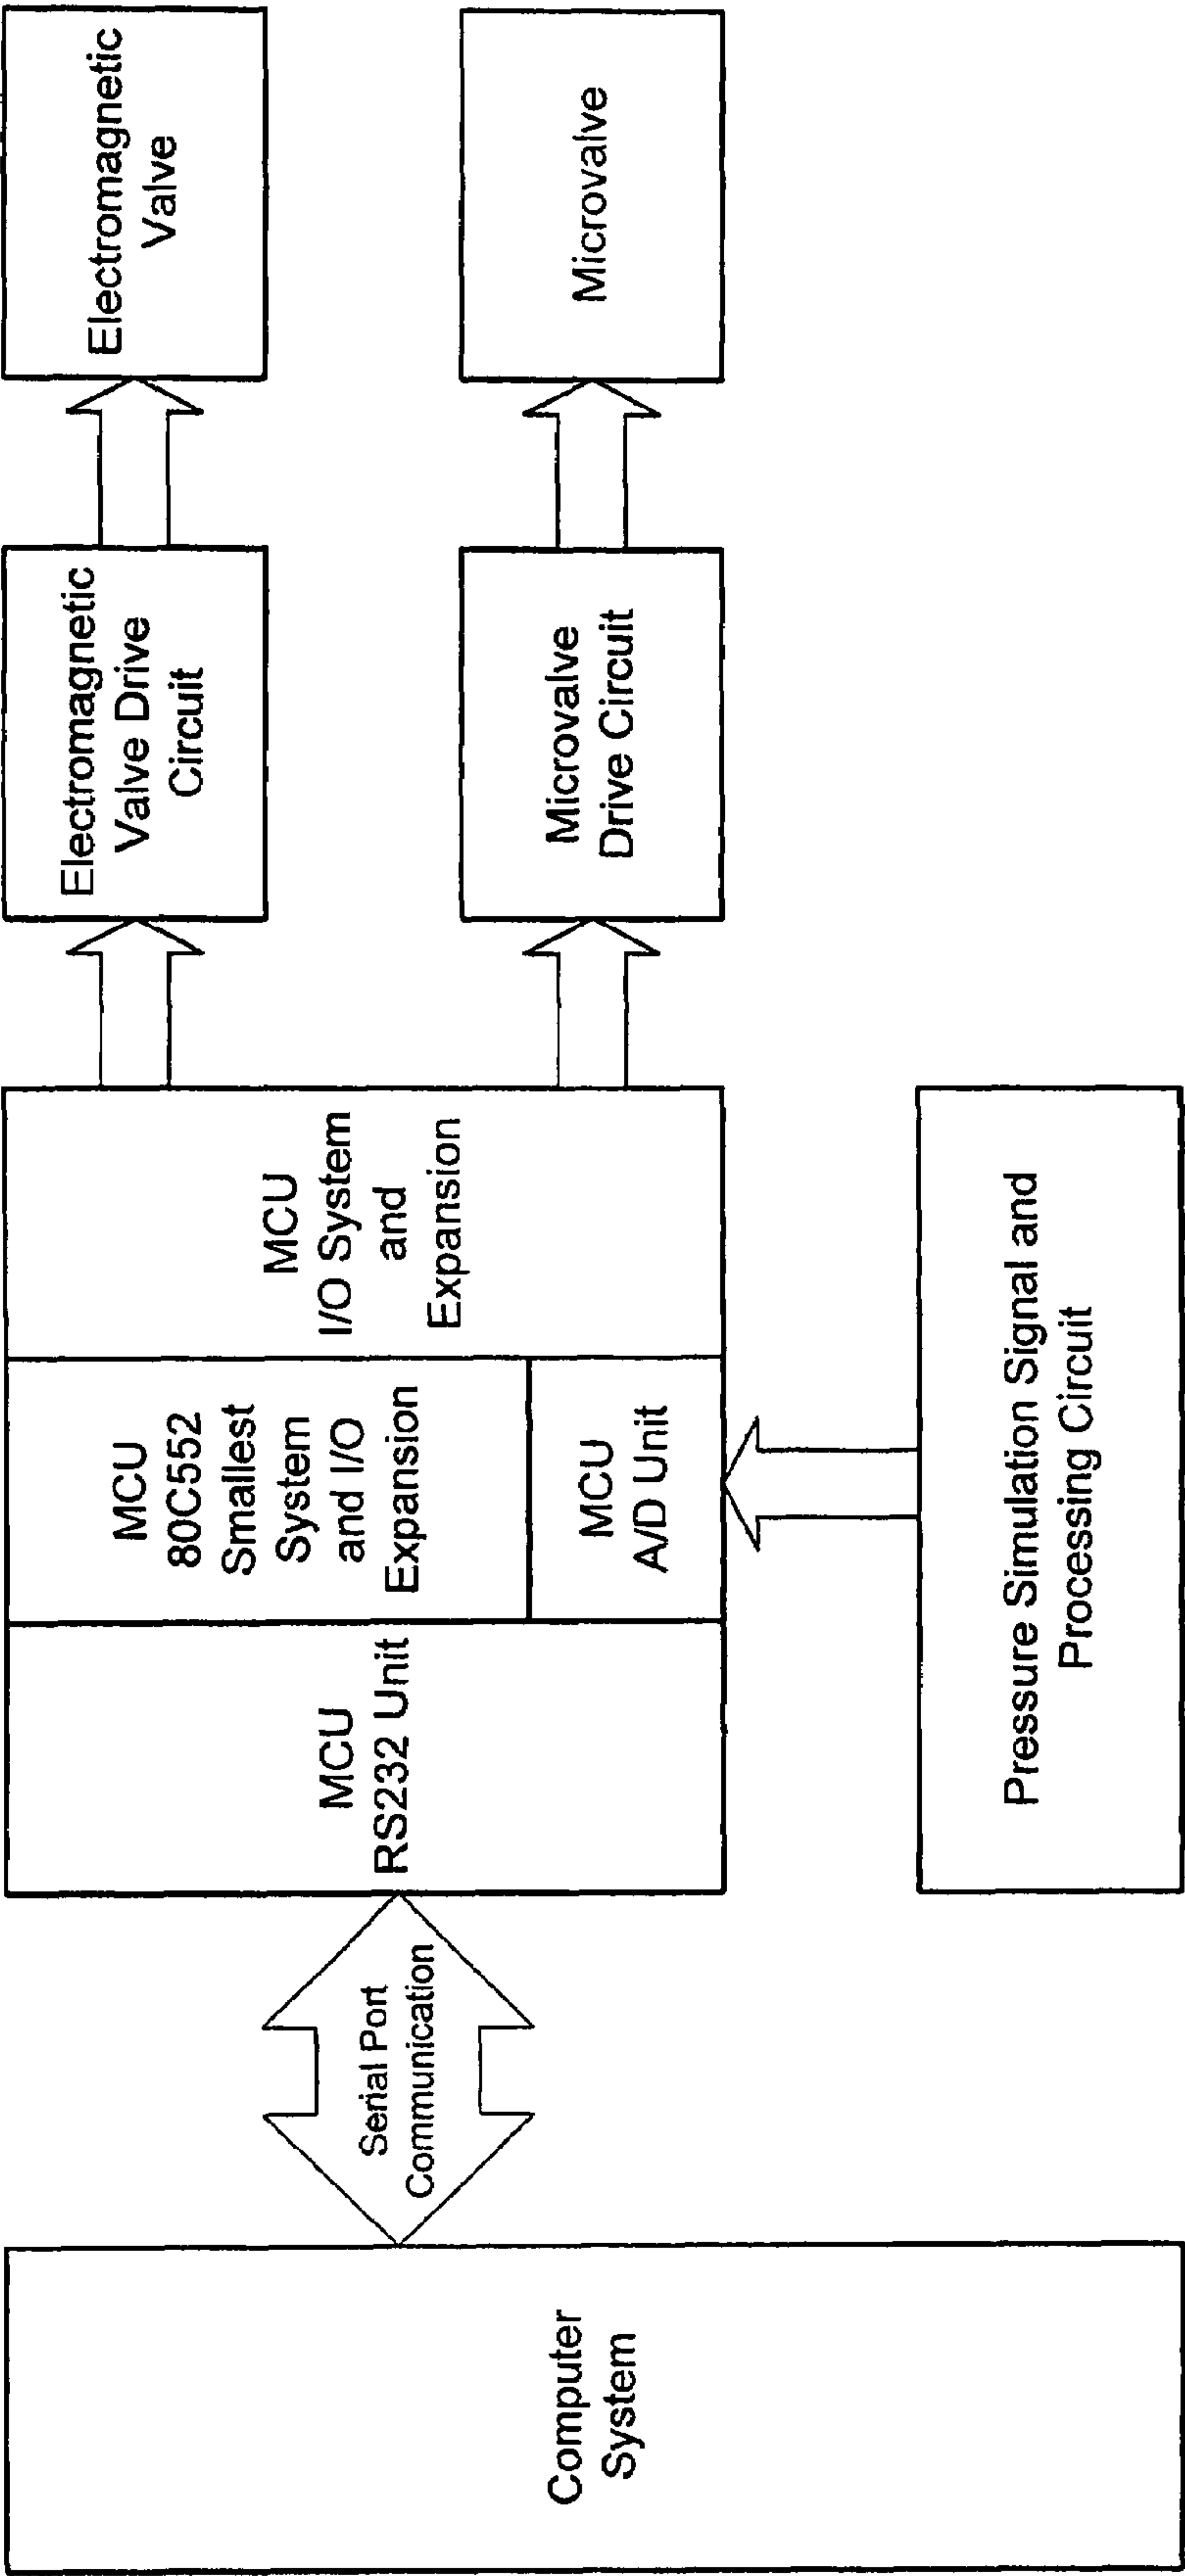 Computer
System
Serial Port
Communication
MCU
RS232 Unit
MCU
80C552
Smallest
System
and I/O
Expansion
MCU
A/D Unit
MCU
I/O System
and
Expansion
Electromagnetic
Valve Drive
Circuit
Electromagnetic
Valve
Microvalve
Drive Circuit
Microvalve
Pressure Simulation Signal and
Processing Circuit